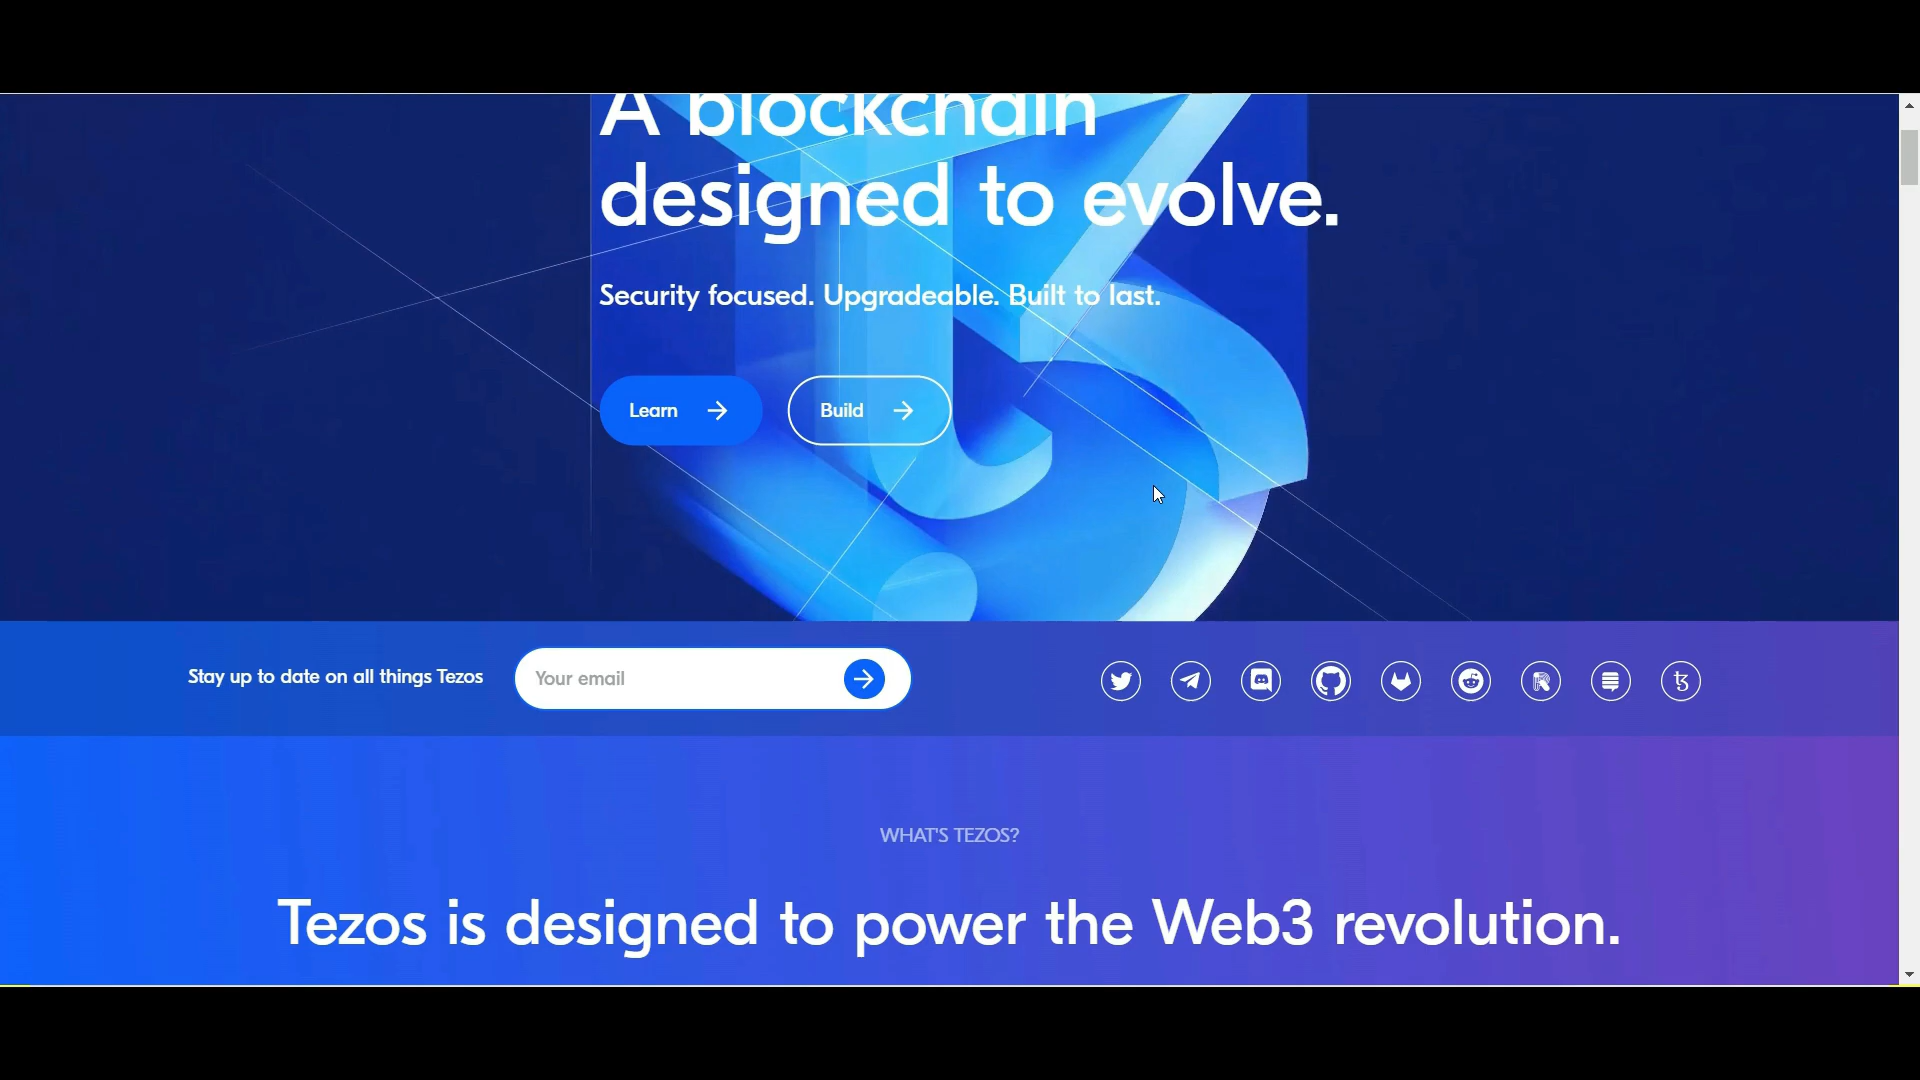 A blockchain
designed to evolve.
Security focused. Upgradeable. Built to last.
Learn
Build
Stay up to date on all things Tezos
Your email
WHAT'S TEZOS?
Tezos is designed to power the Web3 revolution.